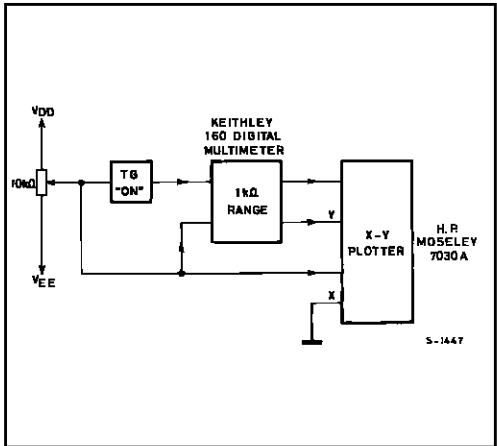 KEITHLEY
160 DIGITAL
MULTIMETER
VDD
10kΩ
TG
"ON"
1kΩ
RANGE
Y
X-Y
PLOTTER
H.P.
MOSELEY
7030A
VEE
X
S-1447